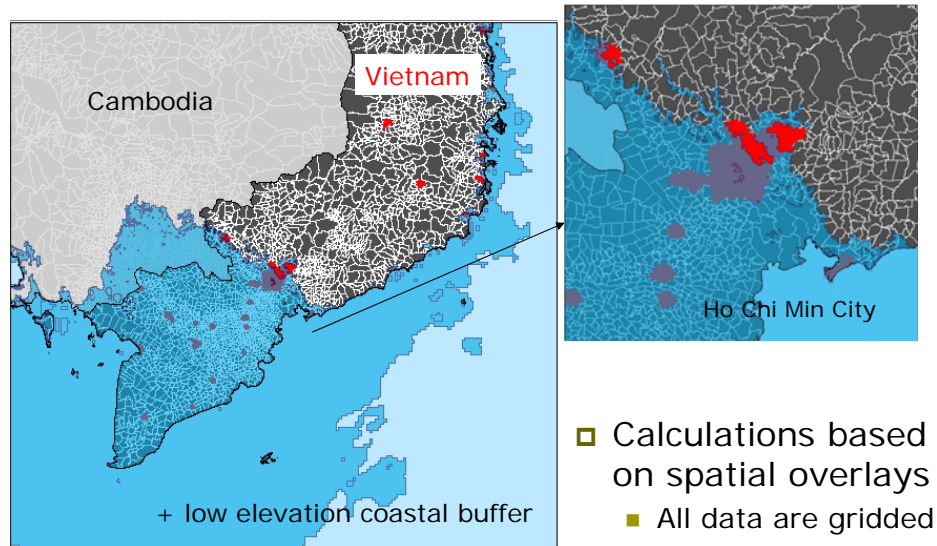 Vietnam
Cambodia
+ low elevation coastal buffer
Ho Chi Min City
Calculations based
on spatial overlays
All data are gridded